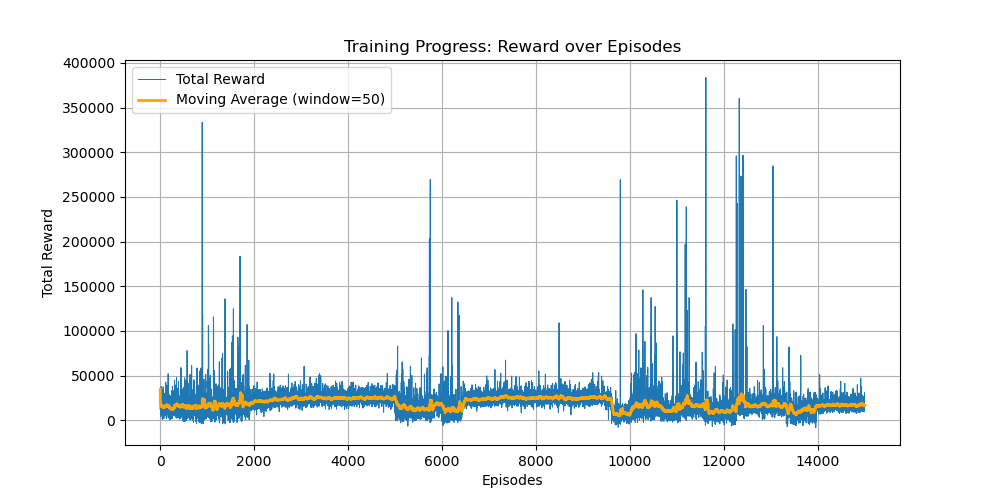 Training Progress: Reward over Episodes
Total Reward
Moving Average (window=50)
400000
350000
300000
250000
200000
150000
100000
50000
0
Total Reward
0 2000 4000 6000 8000 10000 12000 14000
Episodes